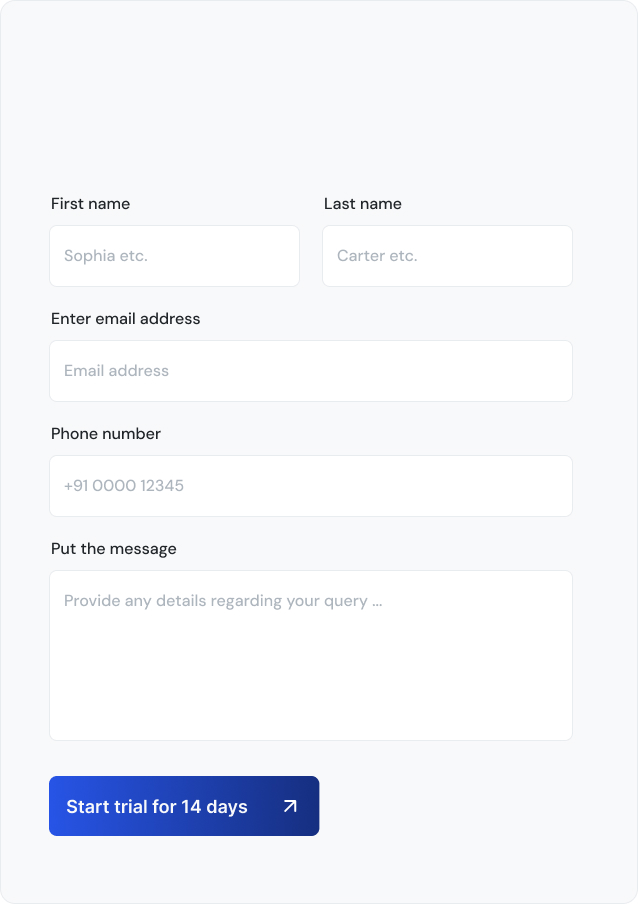 First name
Last name
Sophia etc.
Carter etc.
Enter email address
Email address
Phone number
+91 0000 12345
Put the message
Provide any details regarding your query ...
Start trial for 14 days